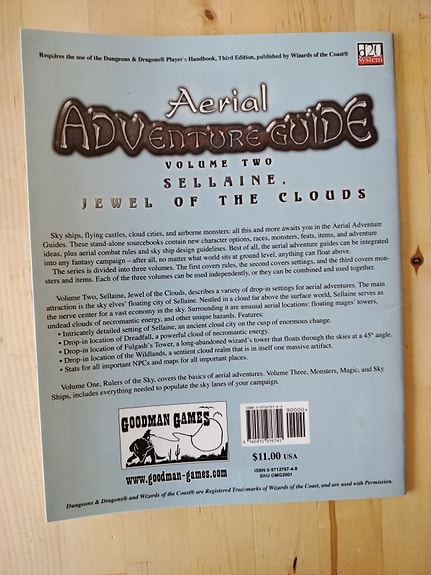 Requires the use of the Dungeons & Dragons® Player's Handbook, Third Edition, published by Wizards of the Coast®
d20
system
Aerial
ADVENTURE GUIDE
VOLUME TWO
SELLAINE,
JEWEL OF THE CLOUDS
Sky ships, flying castles, cloud cities, and airborne monsters: all this and more awaits you in the Aerial Adventure
Guides. These stand-alone sourcebooks contain new character options, races, monsters, feats, items, and adventure
ideas, plus aerial combat rules and sky ship design guidelines. Best of all, the aerial adventure guides can be integrated
into any fantasy campaign – after all, no matter what world sits at ground level, anything can float above.
The series is divided into three volumes. The first covers rules, the second covers settings, and the third covers mon-
sters and items. Each of the three volumes can be used independently, or they can be combined and used together.
Volume Two, Sellaine, Jewel of the Clouds, describes a variety of drop-in settings for aerial adventures. The main
attraction is the sky elves' floating city of Sellaine. Nestled in a cloud far above the surface world, Sellaine serves as
the nerve center for a vast economy in the sky. Surrounding it are unusual aerial locations: floating mages' towers,
undead clouds of necromantic energy, and other unique hazards. Features:
• Intricately detailed setting of Sellaine, an ancient cloud city on the cusp of enormous change.
• Drop-in location of Dreadfall, a powerful cloud of necromantic energy.
• Drop-in location of Fulgash's Tower, a long-abandoned wizard's tower that floats through the skies at a 45° angle.
• Drop-in location of the Wildlands, a sentient cloud realm that is in itself one massive artifact.
• Stats for all important NPCs and maps for all important places.
Volume One, Rulers of the Sky, covers the basics of aerial adventures. Volume Three, Monsters, Magic, and Sky
Ships, includes everything needed to populate the sky lanes of your campaign.
GOODMAN GAMES
www.goodman-games.com
90000
$11.00 USA
ISBN 0-9712767-4-8
SKU GMG2001
Dungeons & Dragons® and Wizards of the Coast® are Registered Trademarks of Wizards of the Coast, and are used with Permission.